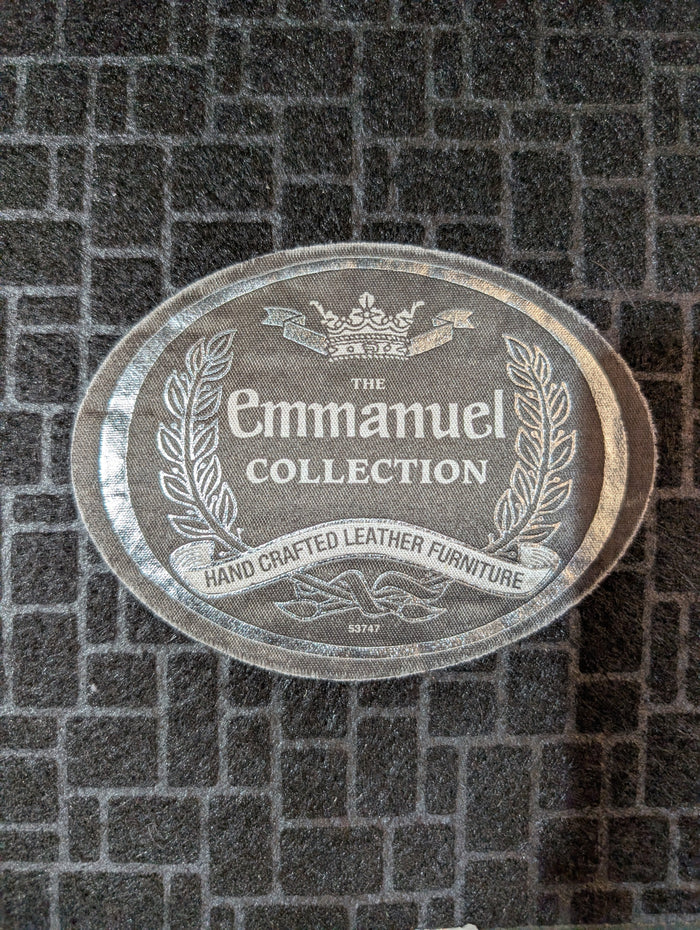 THE
Emmanuel
COLLECTION
HAND CRAFTED LEATHER FURNITURE
53747